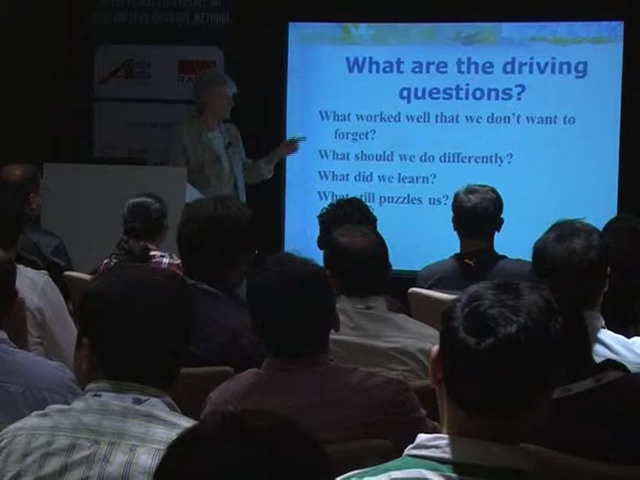 What are the driving
questions?
What worked well that we don't want to
forget?
What should we do differently?
What did we learn?
What still puzzles us?